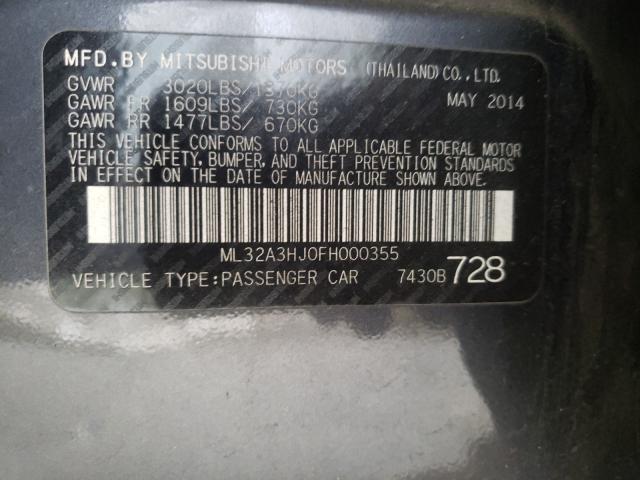 MFD.BY MITSUBISHI MOTORS (THAILAND) CO., LTD.
GVWR 3020LBS/1370KG MAY 2014
GAWR FR 1609LBS/ 730KG
GAWR RR 1477LBS/ 670KG
THIS VEHICLE CONFORMS TO ALL APPLICABLE FEDERAL MOTOR
VEHICLE SAFETY, BUMPER, AND THEFT PREVENTION STANDARDS
IN EFFECT ON THE DATE OF MANUFACTURE SHOWN ABOVE.
ML32A3HJ0FH000355
VEHICLE TYPE:PASSENGER CAR 7430B 728